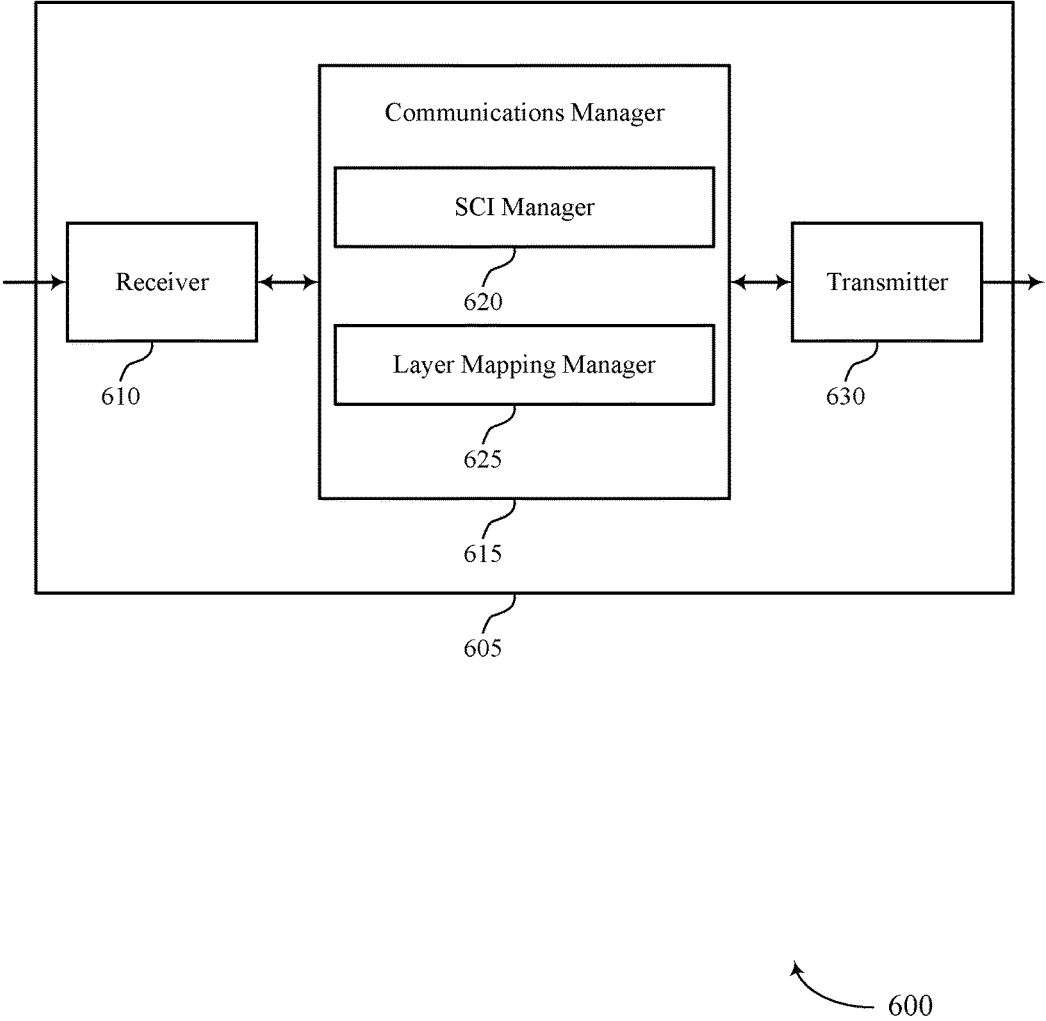 Communications Manager
SCI Manager
620
Receiver
610
Transmitter
630
Layer Mapping Manager
625
615
605
600